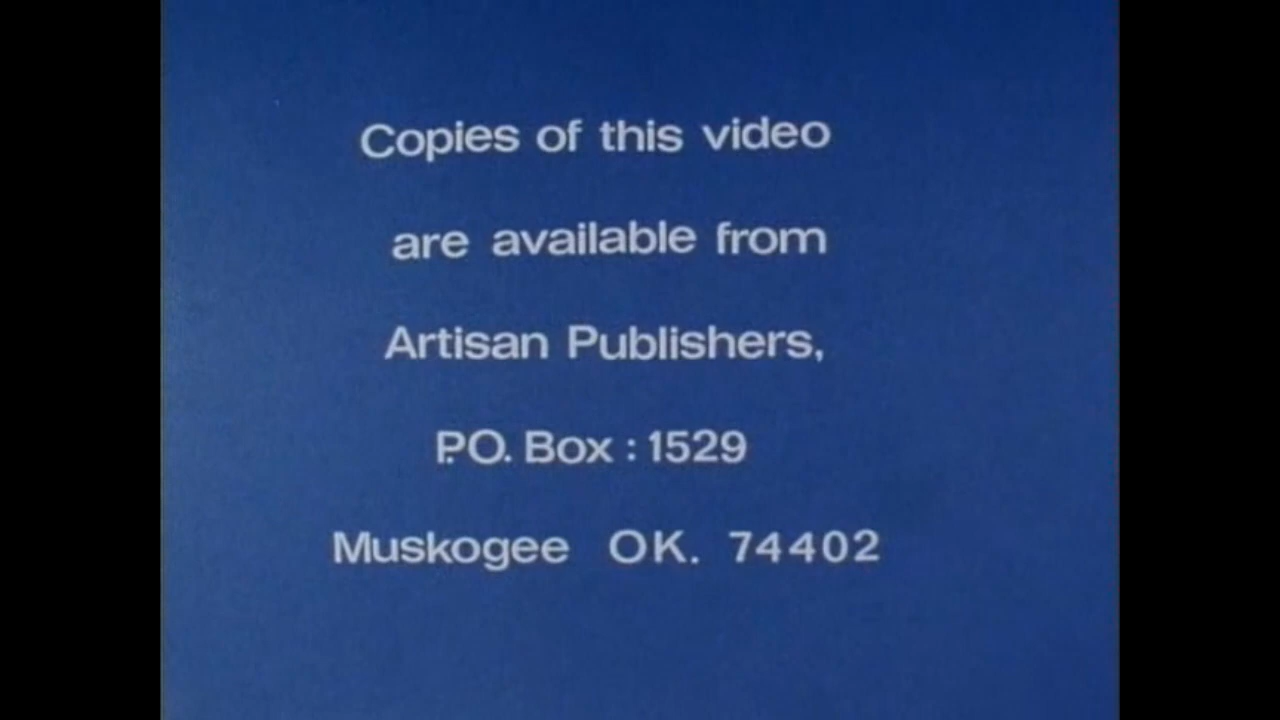 Copies of this video
are available from
Artisan Publishers,
P.O. Box : 1529
Muskogee OK. 74402